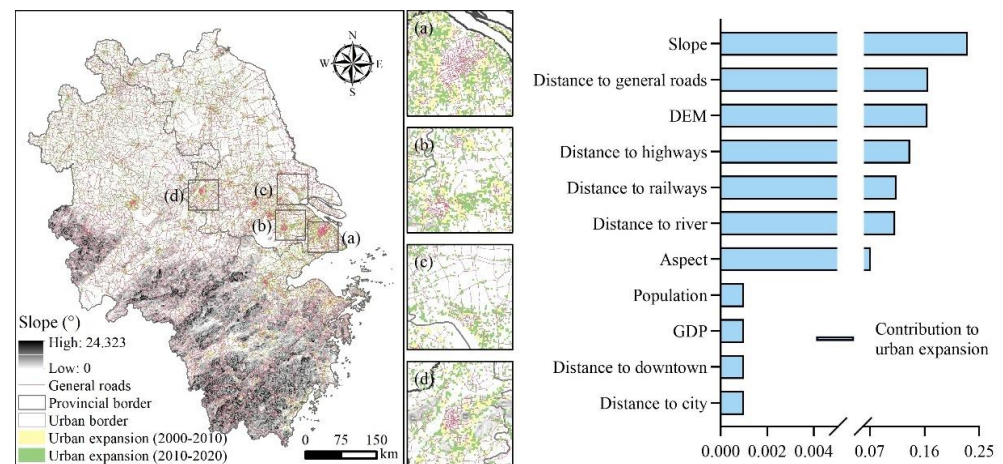 N
W E
S
(d)
(c)
(b)
(a)
Slope (°)
High: 24.323
Low: 0
General roads
Provincial border
Urban border
Urban expansion (2000-2010)
Urban expansion (2010-2020)
0 75 150
km
(a)
(b)
(c)
(d)
Slope
Distance to general roads
DEM
Distance to highways
Distance to railways
Distance to river
Aspect
Population
GDP
Distance to downtown
Distance to city
Contribution to
urban expansion
0.000 0.002 0.004 0.07 0.16 0.25